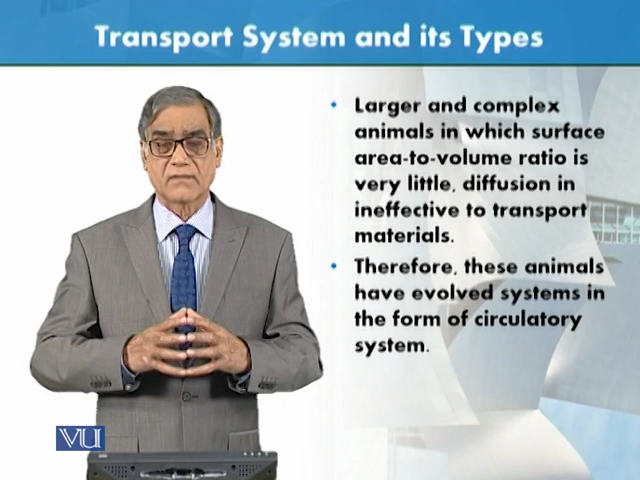 Transport System and its Types
• Larger and complex
animals in which surface
area-to-volume ratio is
very little, diffusion in
ineffective to transport
materials.
• Therefore, these animals
have evolved systems in
the form of circulatory
system.
VU